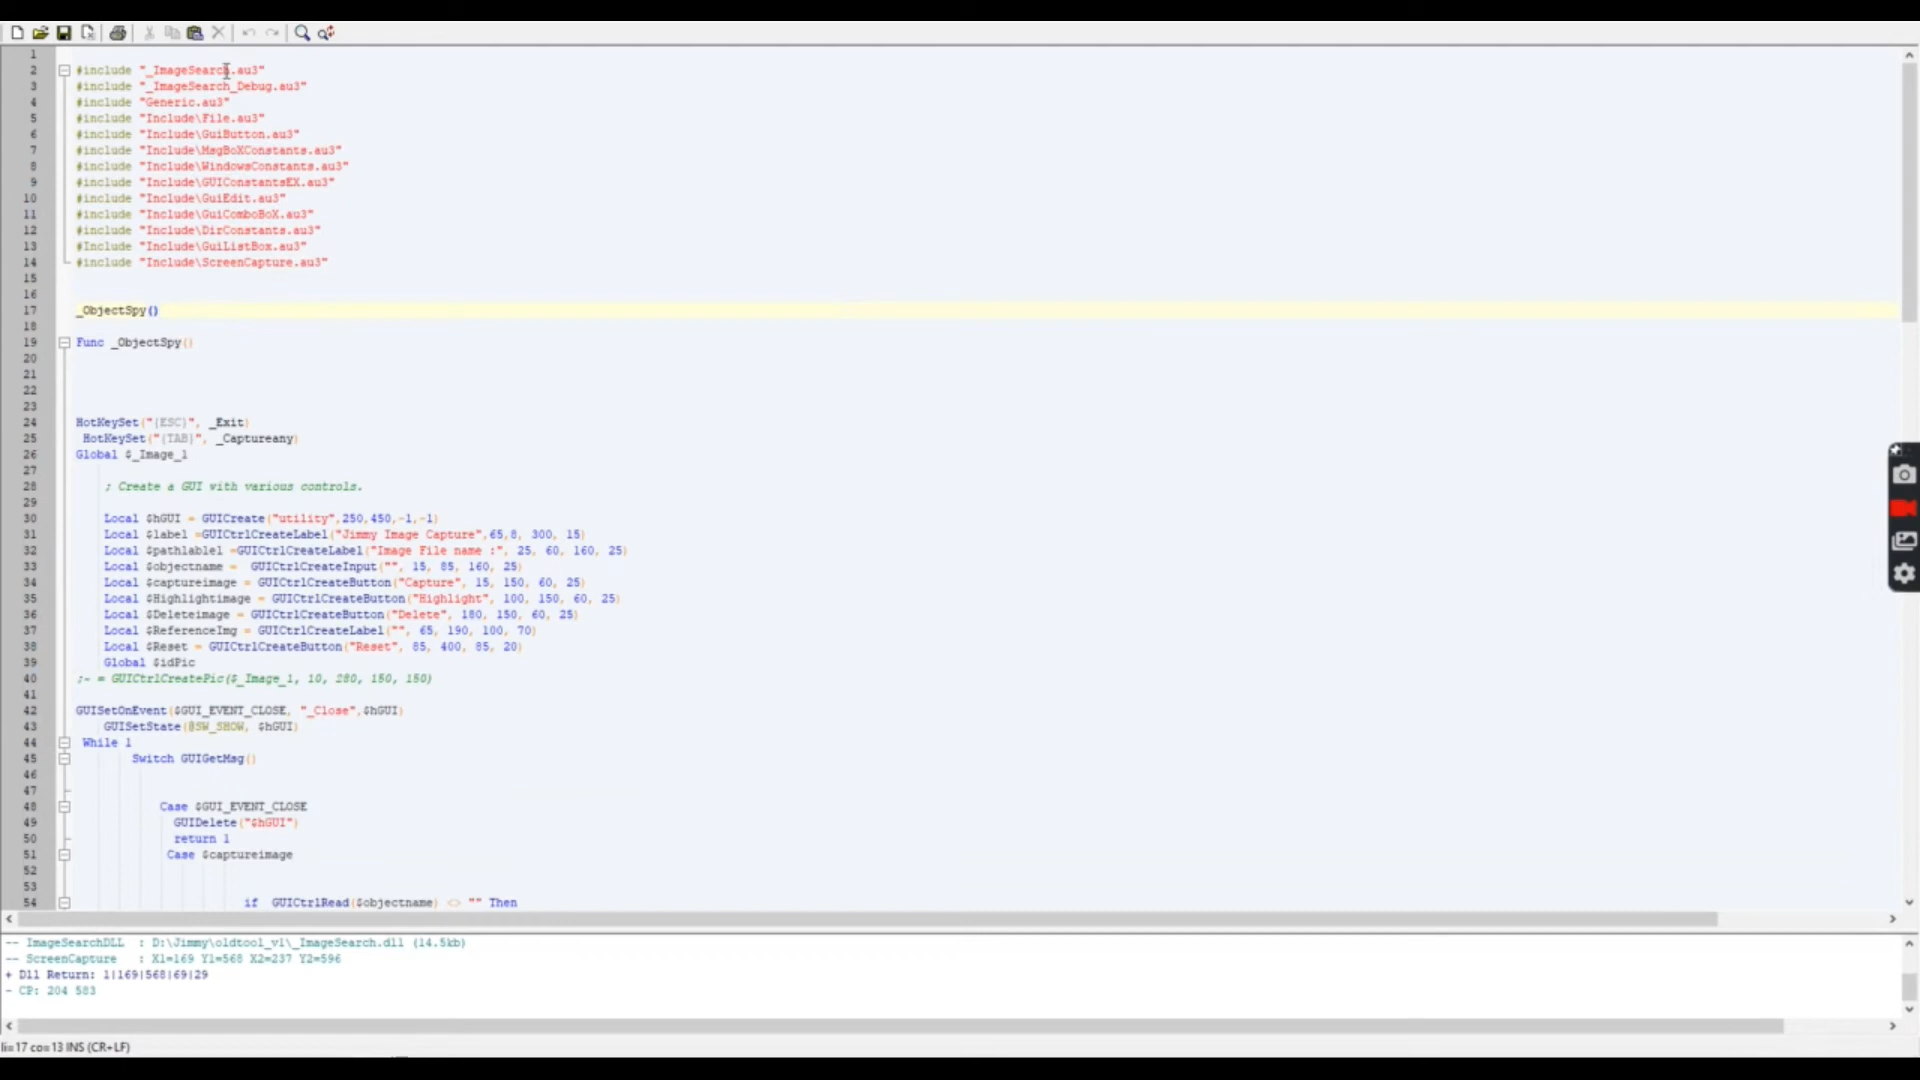 1
2 #include "_ImageSearch.au3"
3 #include "_ImageSearch_Debug.au3"
4 #include "Generic.au3"
5 #include "Include\File.au3"
6 #include "Include\GuiButton.au3"
7 #include "Include\MsgBoXConstants.au3"
8 #include "Include\WindowsConstants.au3"
9 #include "Include\GUIConstantsEX.au3"
10 #include "Include\GuiEdit.au3"
11 #include "Include\GuiComboBoX.au3"
12 #include "Include\DirConstants.au3"
13 #Include "Include\GuiListBox.au3"
14 #include "Include\ScreenCapture.au3"
15
16
17 _ObjectSpy()
18
19 Func _ObjectSpy()
20
21
22
23
24 HotKeySet("{ESC}", _Exit)
25 HotKeySet("{TAB}", _Captureany)
26 Global $_Image_1
27
28 ; Create a GUI with various controls.
29
30 Local $hGUI = GUICreate("utility",250,450,-1,-1)
31 Local $label =GUICtrlCreateLabel("Jimmy Image Capture",65,8, 300, 15)
32 Local $pathlable1 =GUICtrlCreateLabel("Image File name :", 25, 60, 160, 25)
33 Local $objectname =  GUICtrlCreateInput("", 15, 85, 160, 25)
34 Local $captureimage = GUICtrlCreateButton("Capture", 15, 150, 60, 25)
35 Local $Highlightimage = GUICtrlCreateButton("Highlight", 100, 150, 60, 25)
36 Local $Deleteimage = GUICtrlCreateButton("Delete", 180, 150, 60, 25)
37 Local $ReferenceImg = GUICtrlCreateLabel("", 65, 190, 100, 70)
38 Local $Reset = GUICtrlCreateButton("Reset", 85, 400, 85, 20)
39 Global $idPic
40 ;~ = GUICtrlCreatePic($_Image_1, 10, 280, 150, 150)
41
42 GUISetOnEvent($GUI_EVENT_CLOSE, "_Close",$hGUI)
43 GUISetState(@SW_SHOW, $hGUI)
44 While 1
45 Switch GUIGetMsg()
46
47
48 Case $GUI_EVENT_CLOSE
49 GUIDelete("$hGUI")
50 return 1
51 Case $captureimage
52
53
54 if  GUICtrlRead($objectname) <> "" Then
-- ImageSearchDLL  : D:\Jimmy\oldtool_v1\_ImageSearch.dll (14.5kb)
-- ScreenCapture   : X1=169 Y1=568 X2=237 Y2=596
+ Dll Return: 1|169|568|69|29
- CP: 204 583
li=17 co=13 INS (CR+LF)